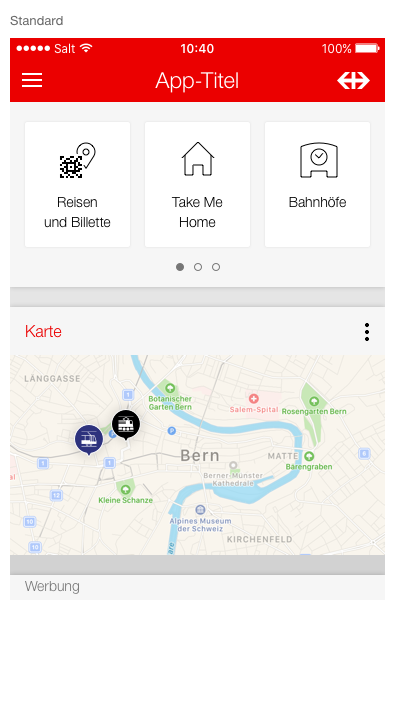 Standard
Salt 10:40 100%
App-Titel
Reisen
und Billette
Take Me
Home
Bahnhöfe
Karte
LÄNGGASSE
Botanischer
Garten Bern
Salem-Spital
Rosengarten Bern
Bern
MATTE
Bärengraben
Berner-Münster
Kathedrale
Kleine Schanze
Alpines Museum
der Schweiz
KIRCHENFELD
Werbung